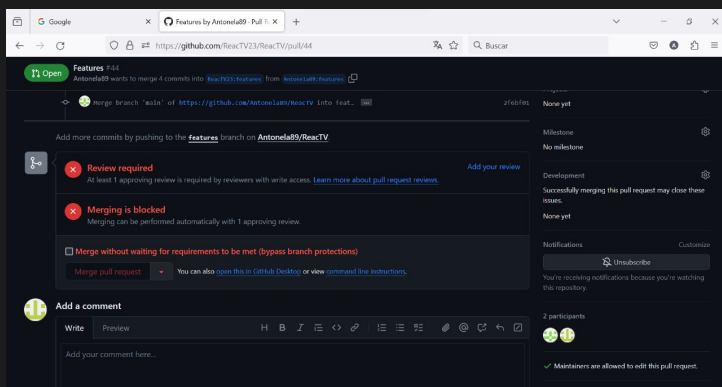 Google
Features by Antonela89 · Pull R
https://github.com/ReacTV23/ReacTV/pull/44
Buscar
Open
Features #44
Antonela89 wants to merge 4 commits into ReacTV23:features from Antonela89:features
Merge branch 'main' of https://github.com/Antonela89/ReacTV into feat…
2f6bf01
None yet
Add more commits by pushing to the features branch on Antonela89/ReacTV.
Milestone
No milestone
Review required
Add your review
At least 1 approving review is required by reviewers with write access. Learn more about pull request reviews.
Development
Successfully merging this pull request may close these
issues.
None yet
Merging is blocked
Merging can be performed automatically with 1 approving review.
Merge without waiting for requirements to be met (bypass branch protections)
Merge pull request
You can also open this in GitHub Desktop or view command line instructions.
Notifications
Customize
Unsubscribe
You're receiving notifications because you're watching
this repository.
Add a comment
Write
Preview
Add your comment here...
2 participants
Maintainers are allowed to edit this pull request.